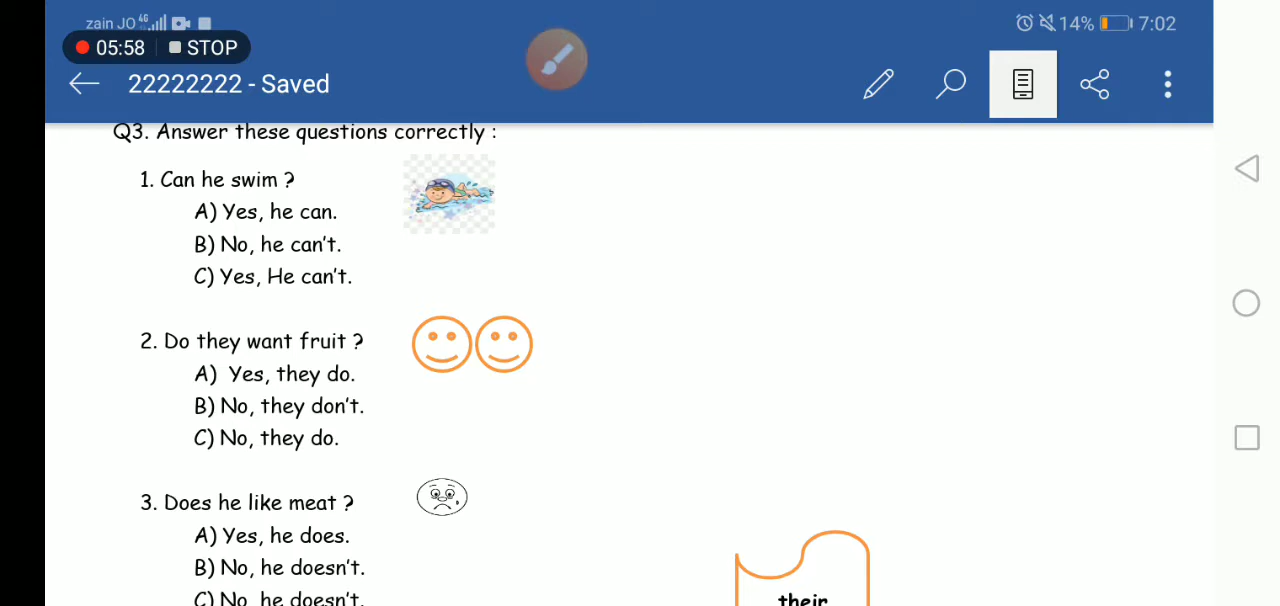 zain JO 4G
14% 7:02
05:58 STOP
22222222 - Saved
Q3. Answer these questions correctly :
1. Can he swim ?
A) Yes, he can.
B) No, he can't.
C) Yes, He can't.
2. Do they want fruit ?
A) Yes, they do.
B) No, they don't.
C) No, they do.
3. Does he like meat ?
A) Yes, he does.
B) No, he doesn't.
C) No, he doesn't.
their